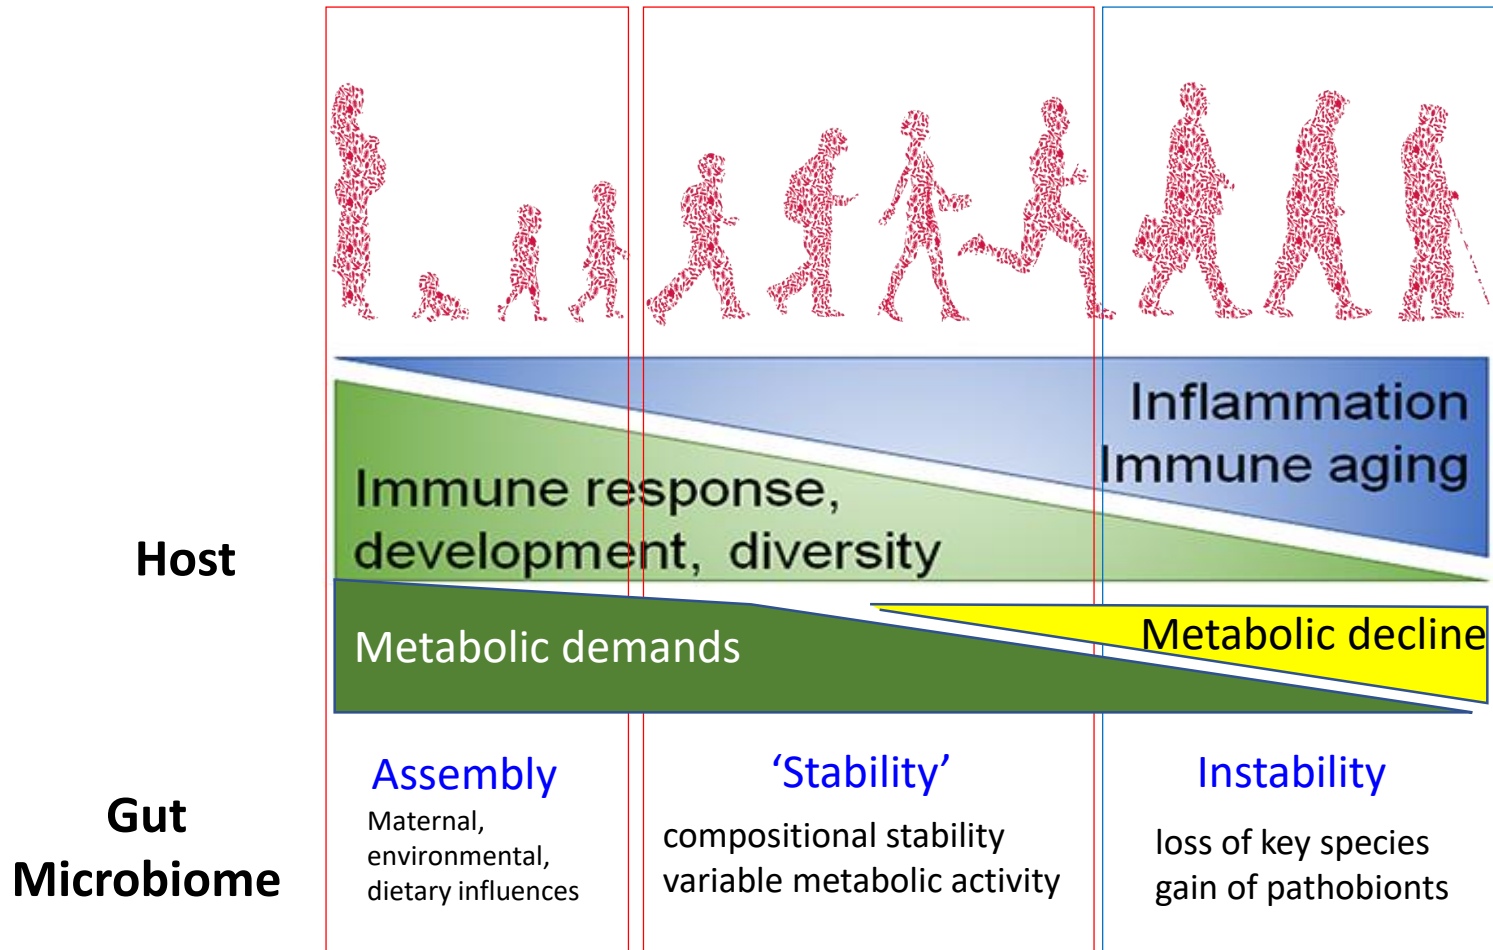 Inflammation
Immune aging
Immune response,
development, diversity
Host
Metabolic demands
Metabolic decline
Gut
Microbiome
Assembly
Maternal,
environmental,
dietary influences
‘Stability’
compositional stability
variable metabolic activity
Instability
loss of key species
gain of pathobionts